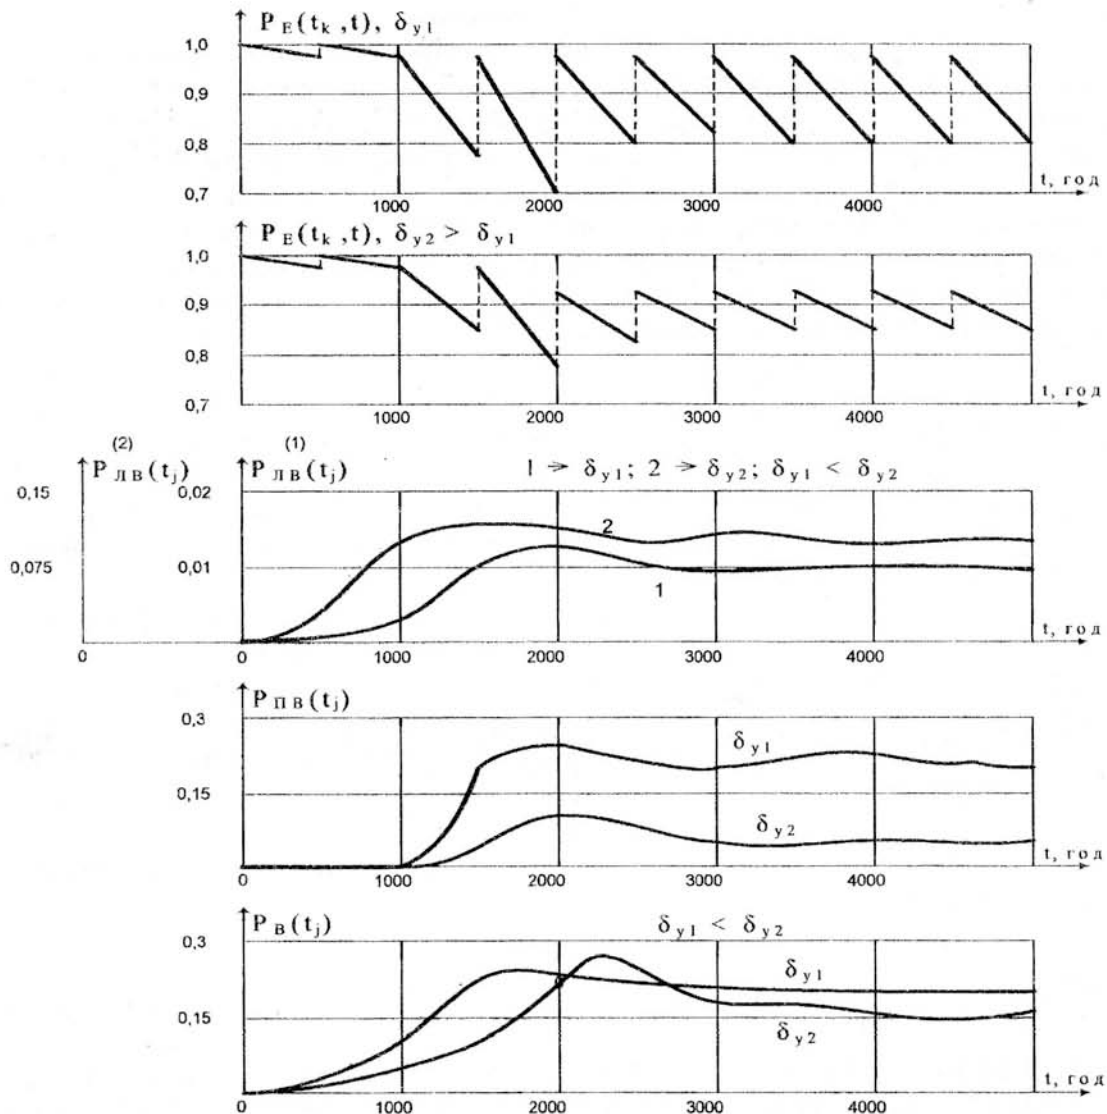 P_E(t_k, t), δ_y1
1,0
0,9
0,8
0,7
1000 2000 3000 4000
t, год
P_E(t_k, t), δ_y2 > δ_y1
1,0
0,9
0,8
0,7
1000 2000 3000 4000
t, год
(2) (1)
P_ЛВ(t_j) P_ЛВ(t_j) 1 → δ_y1; 2 → δ_y2; δ_y1 < δ_y2
0,15 0,02
2
0,075 0,01
1
t, год
0 0 1000 2000 3000 4000
P_ПВ(t_j)
0,3
δ_y1
0,15
δ_y2
t, год
0 1000 2000 3000 4000
P_В(t_j) δ_y1 < δ_y2
0,3
δ_y1
0,15
δ_y2
t, год
0 1000 2000 3000 4000